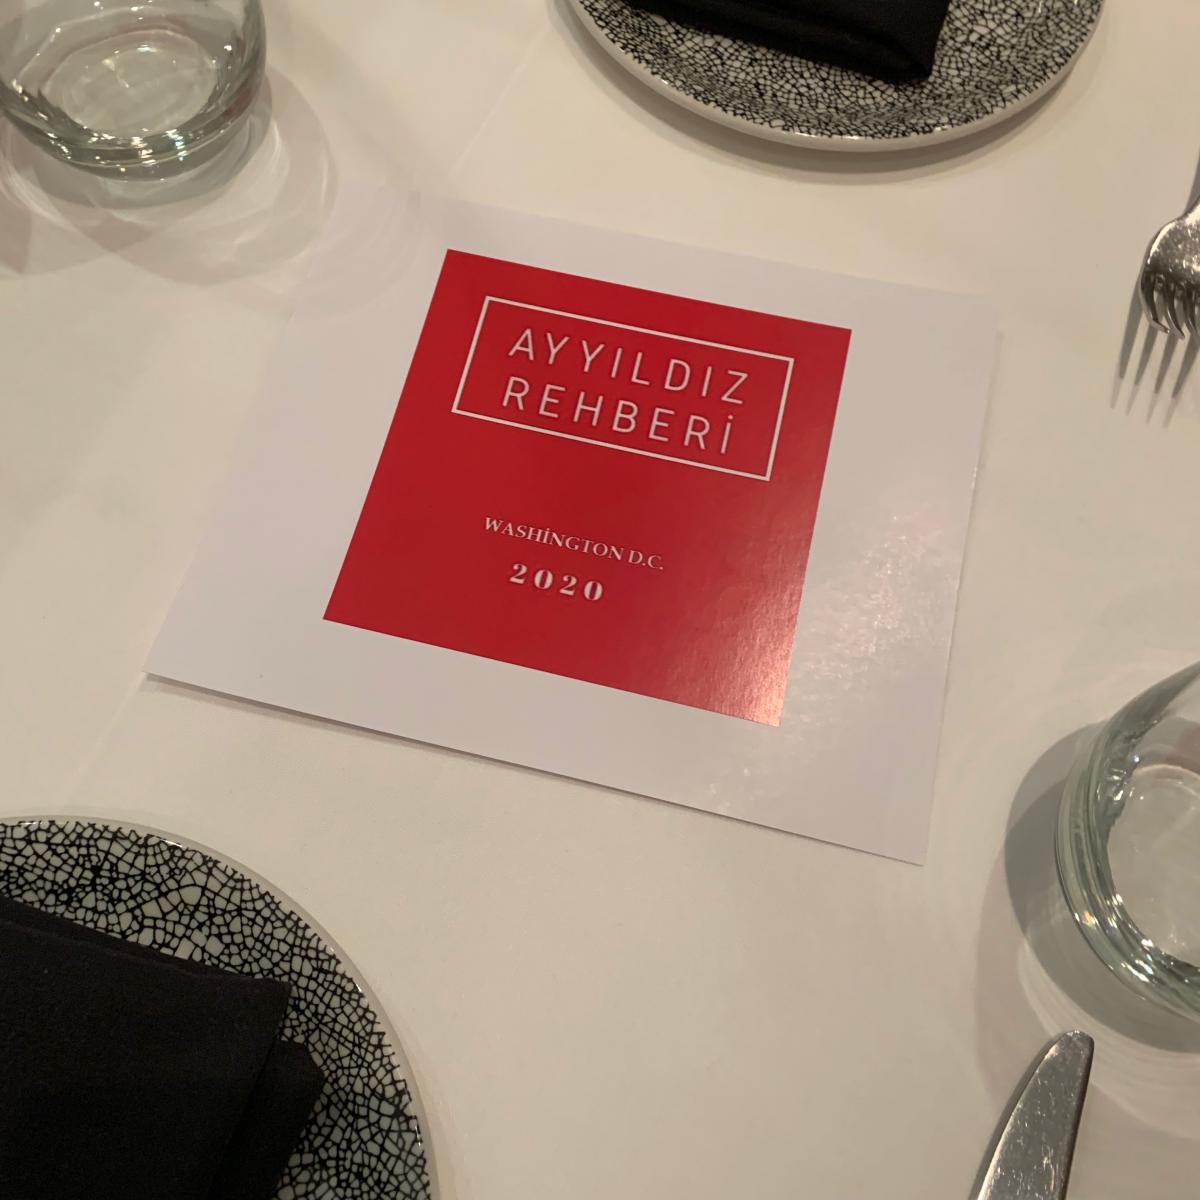 AYYILDIZ
REHBERİ
WASHİNGTON D.C.
2020